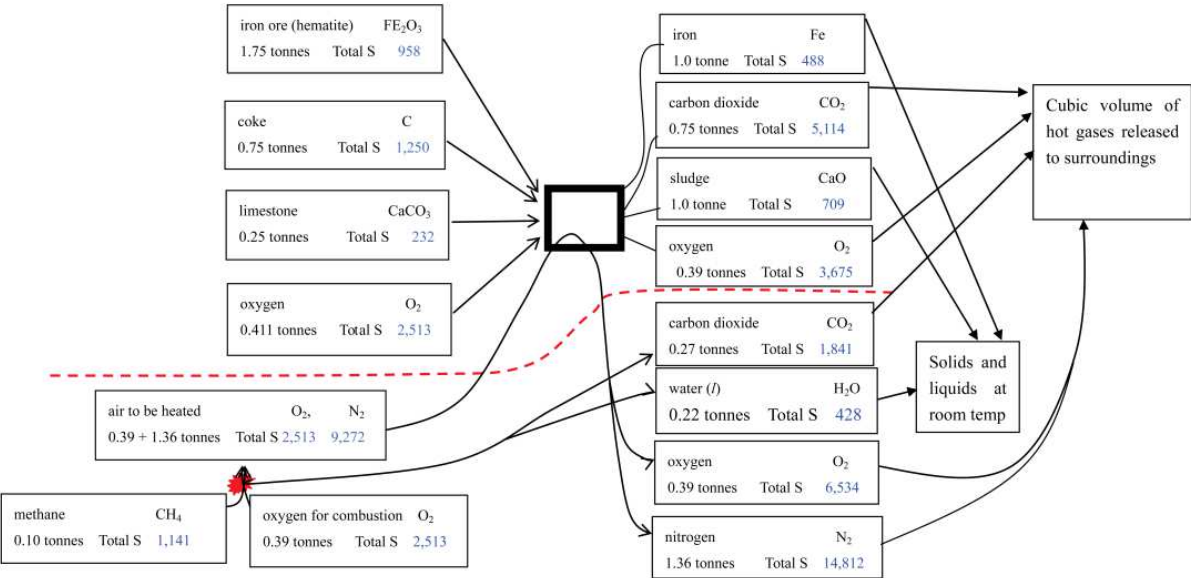 iron ore (hematite) FE₂O₃
1.75 tonnes Total S 958
coke C
0.75 tonnes Total S 1,250
limestone CaCO₃
0.25 tonnes Total S 232
oxygen O₂
0.411 tonnes Total S 2,513
air to be heated O₂, N₂
0.39 + 1.36 tonnes Total S 2,513 9,272
methane CH₄
0.10 tonnes Total S 1,141
oxygen for combustion O₂
0.39 tonnes Total S 2,513
iron Fe
1.0 tonne Total S 488
carbon dioxide CO₂
0.75 tonnes Total S 5,114
sludge CaO
1.0 tonne Total S 709
oxygen O₂
0.39 tonnes Total S 3,675
carbon dioxide CO₂
0.27 tonnes Total S 1,841
water (l) H₂O
0.22 tonnes Total S 428
oxygen O₂
0.39 tonnes Total S 6,534
nitrogen N₂
1.36 tonnes Total S 14,812
Cubic volume of
hot gases released
to surroundings
Solids and
liquids at
room temp